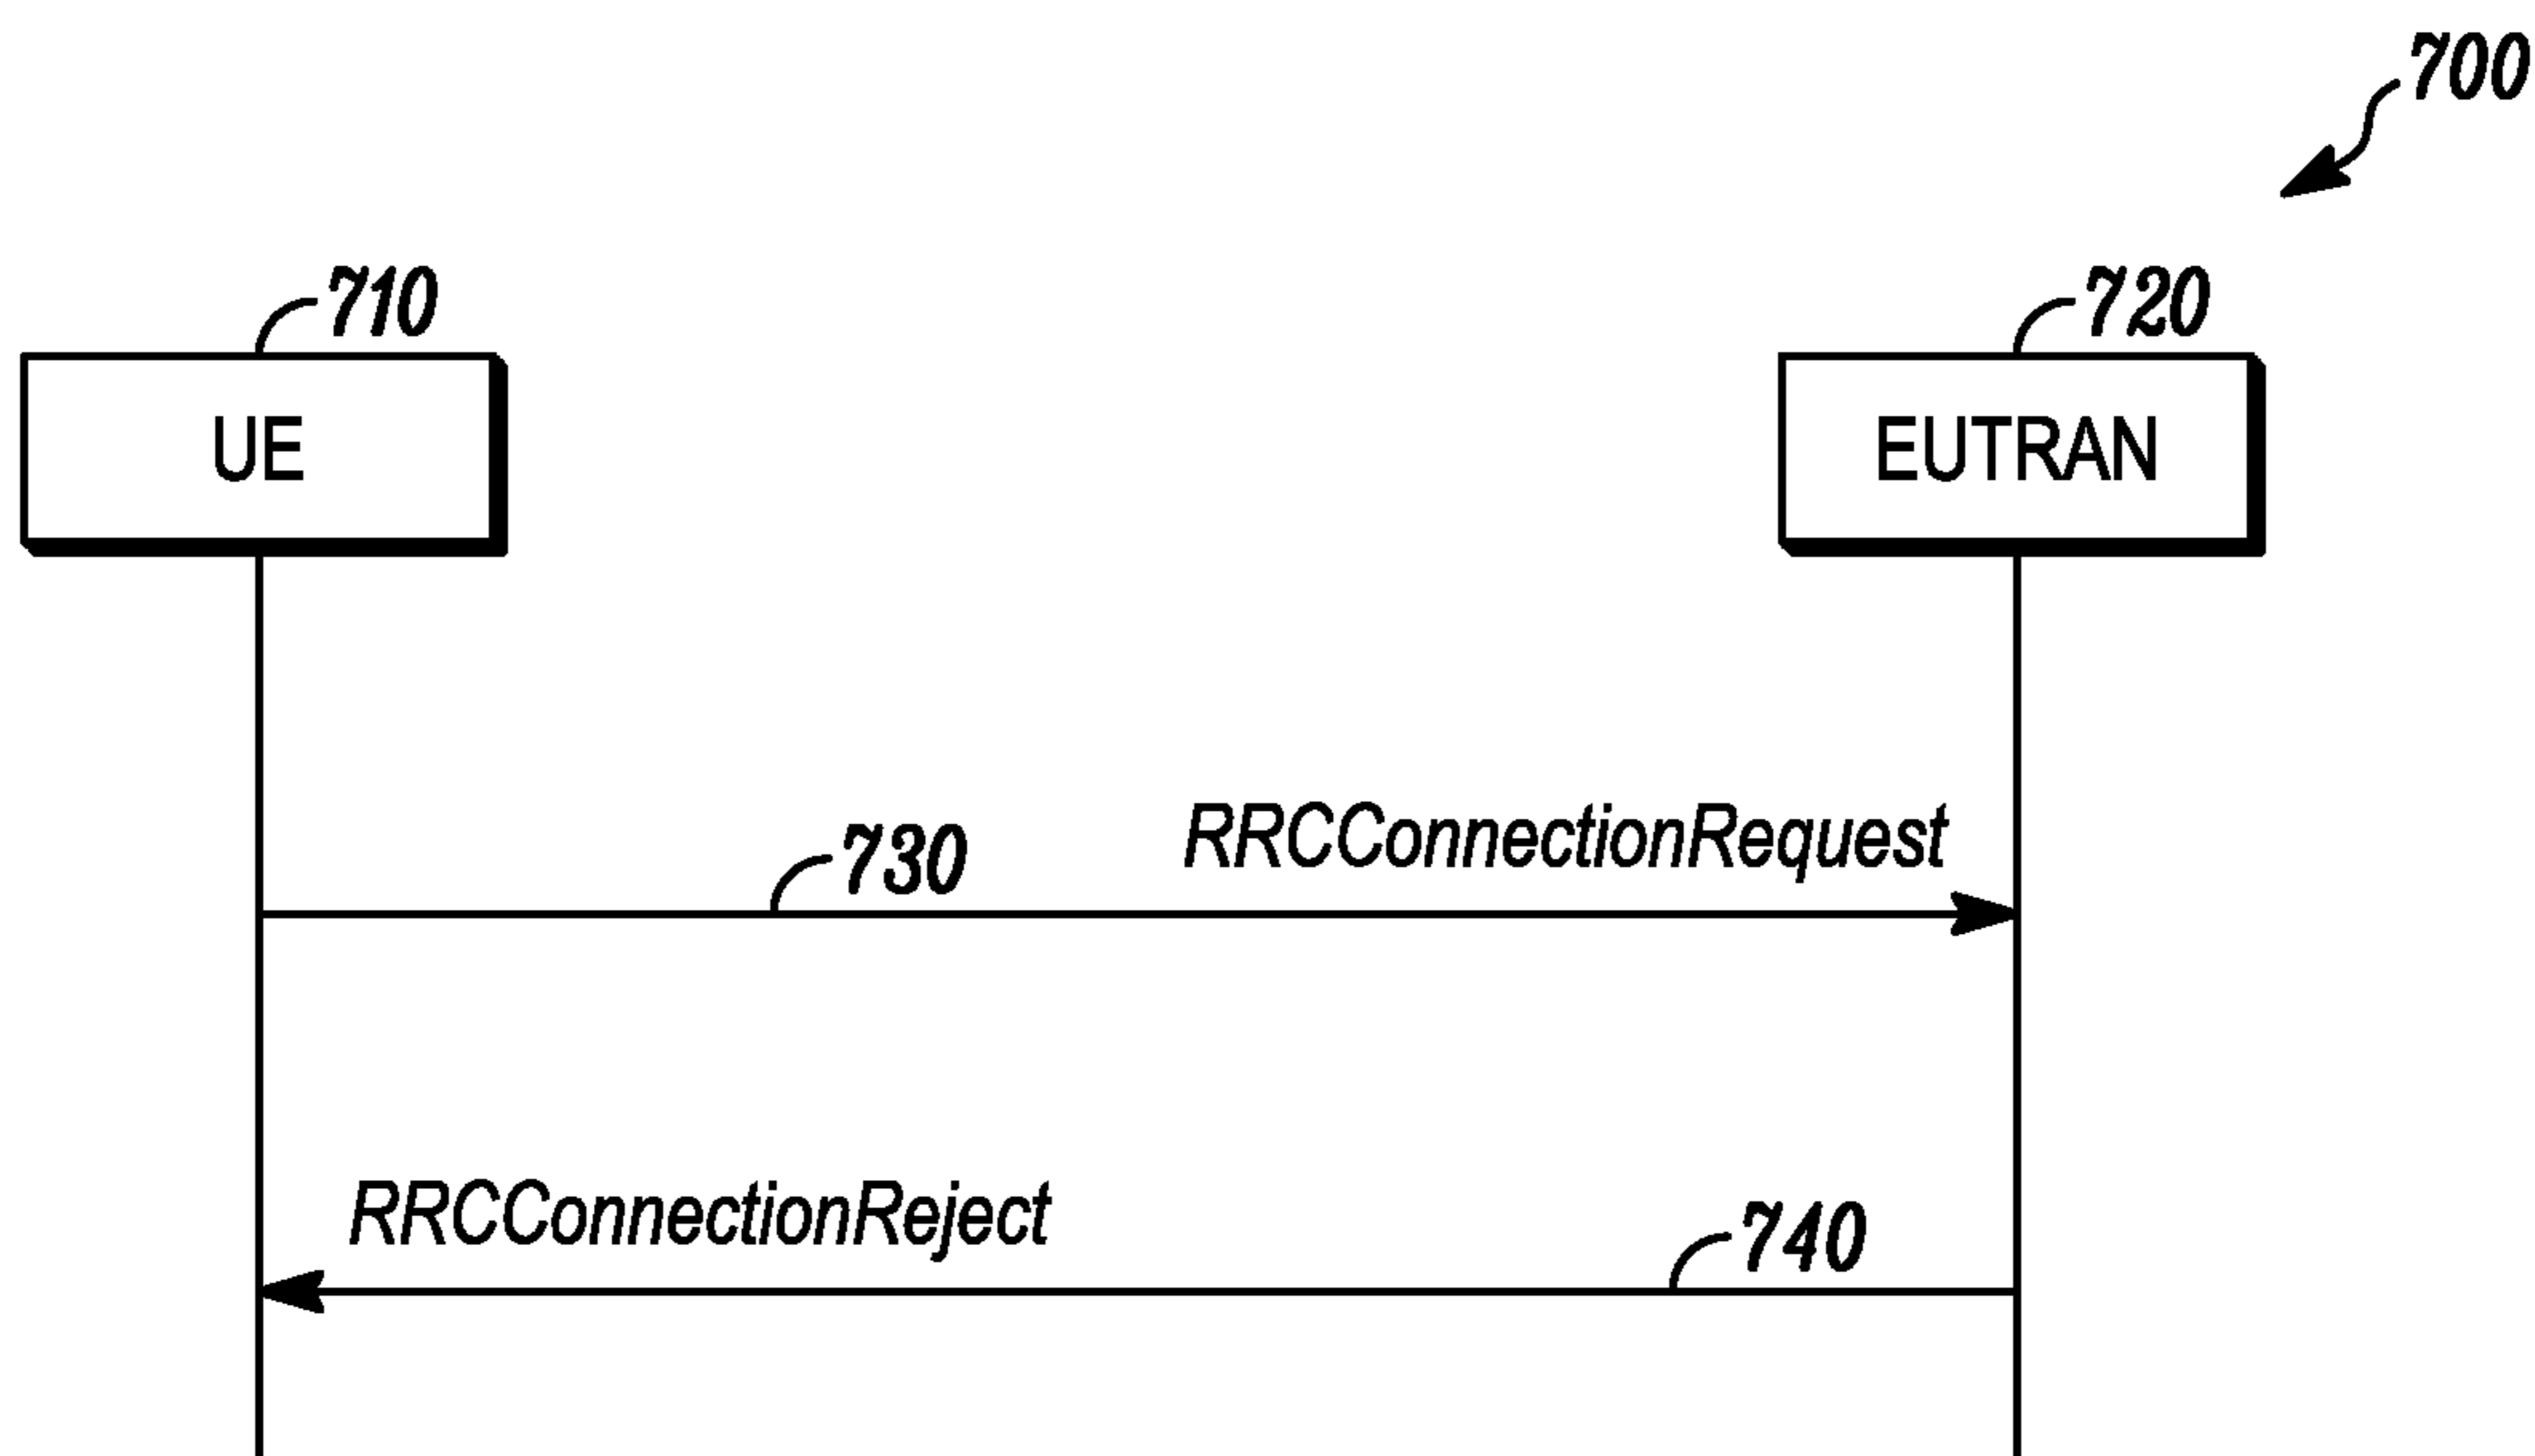 700
710
720
UE
EUTRAN
RRCConnectionRequest
730
RRCConnectionReject
740